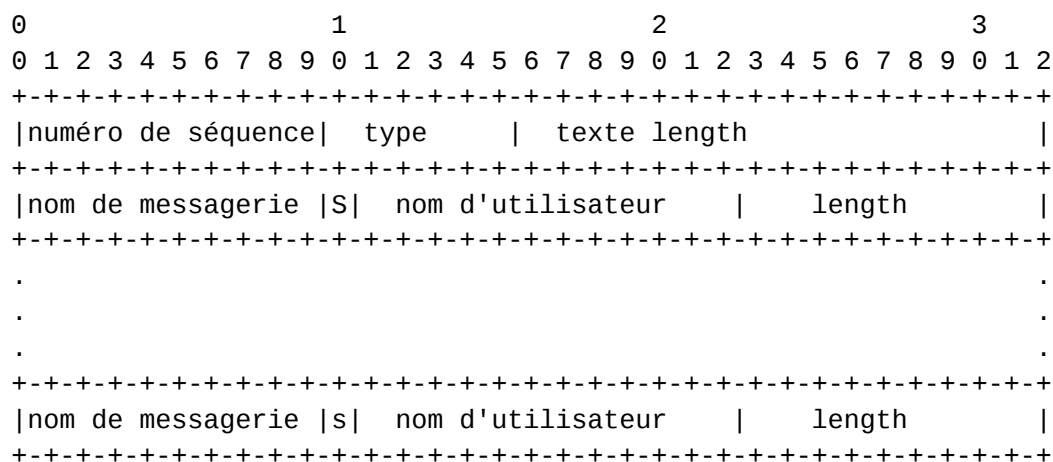 0                   1                   2                   3
0 1 2 3 4 5 6 7 8 9 0 1 2 3 4 5 6 7 8 9 0 1 2 3 4 5 6 7 8 9 0 1 2
+-+-+-+-+-+-+-+-+-+-+-+-+-+-+-+-+-+-+-+-+-+-+-+-+-+-+-+-+-+-+-+-+
|numéro de séquence|  type     |  texte length                  |
+-+-+-+-+-+-+-+-+-+-+-+-+-+-+-+-+-+-+-+-+-+-+-+-+-+-+-+-+-+-+-+-+
|nom de messagerie |S|  nom d'utilisateur    |    length        |
+-+-+-+-+-+-+-+-+-+-+-+-+-+-+-+-+-+-+-+-+-+-+-+-+-+-+-+-+-+-+-+-+
.                                                               .
.                                                               .
.                                                               .
+-+-+-+-+-+-+-+-+-+-+-+-+-+-+-+-+-+-+-+-+-+-+-+-+-+-+-+-+-+-+-+-+
|nom de messagerie |s|  nom d'utilisateur    |    length        |
+-+-+-+-+-+-+-+-+-+-+-+-+-+-+-+-+-+-+-+-+-+-+-+-+-+-+-+-+-+-+-+-+